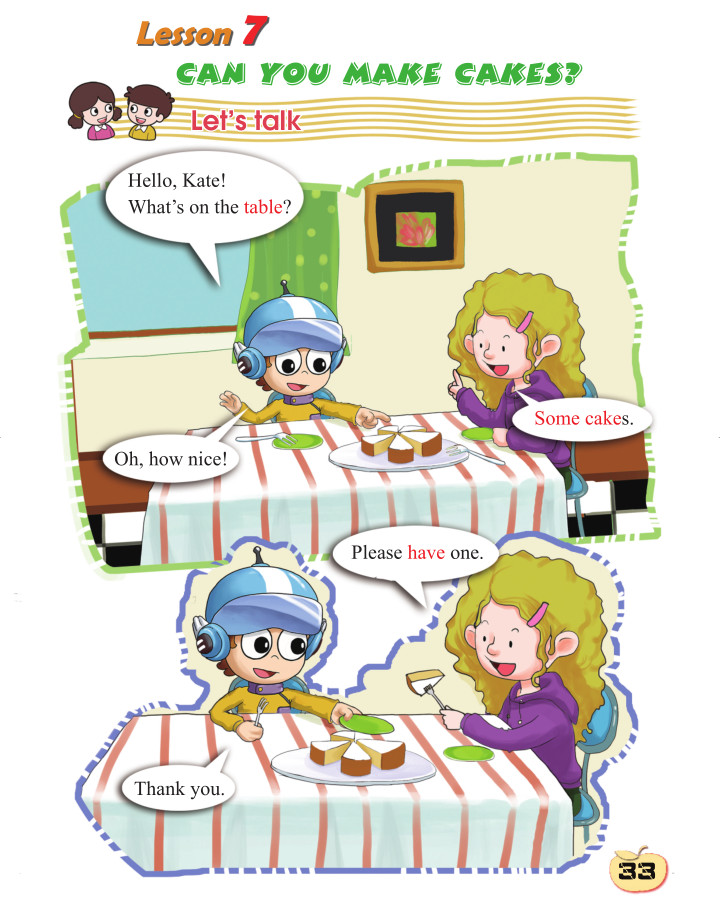 Lesson 7
CAN YOU MAKE CAKES?
Let's talk
Hello, Kate!
What's on the table?
Some cakes.
Oh, how nice!
Please have one.
Thank you.
33